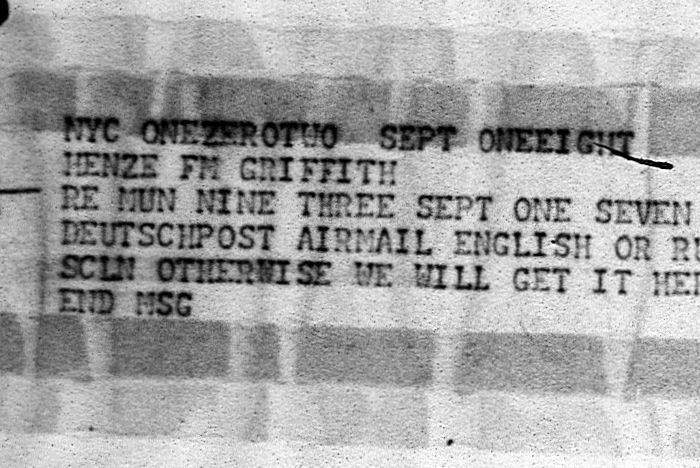 NYC ONEZEROTWO SEPT ONEEIGHT
HENZE FM GRIFFITH
RE MUN NINE THREE SEPT ONE SEVEN
DEUTSCHPOST AIRMAIL ENGLISH OR
SCLN OTHERWISE WE WILL GET IT
END MSG